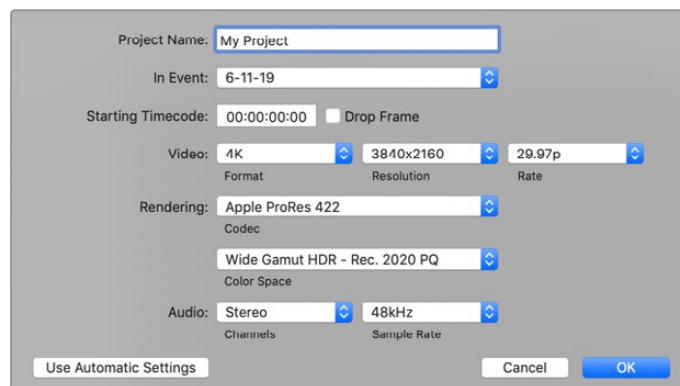 Project Name: My Project
In Event: 6-11-19
Starting Timecode: 00:00:00:00 Drop Frame
Video: 4K 3840x2160 29.97p
Format Resolution Rate
Rendering: Apple ProRes 422
Codec
Wide Gamut HDR - Rec. 2020 PQ
Color Space
Audio: Stereo 48kHz
Channels Sample Rate
Use Automatic Settings Cancel OK